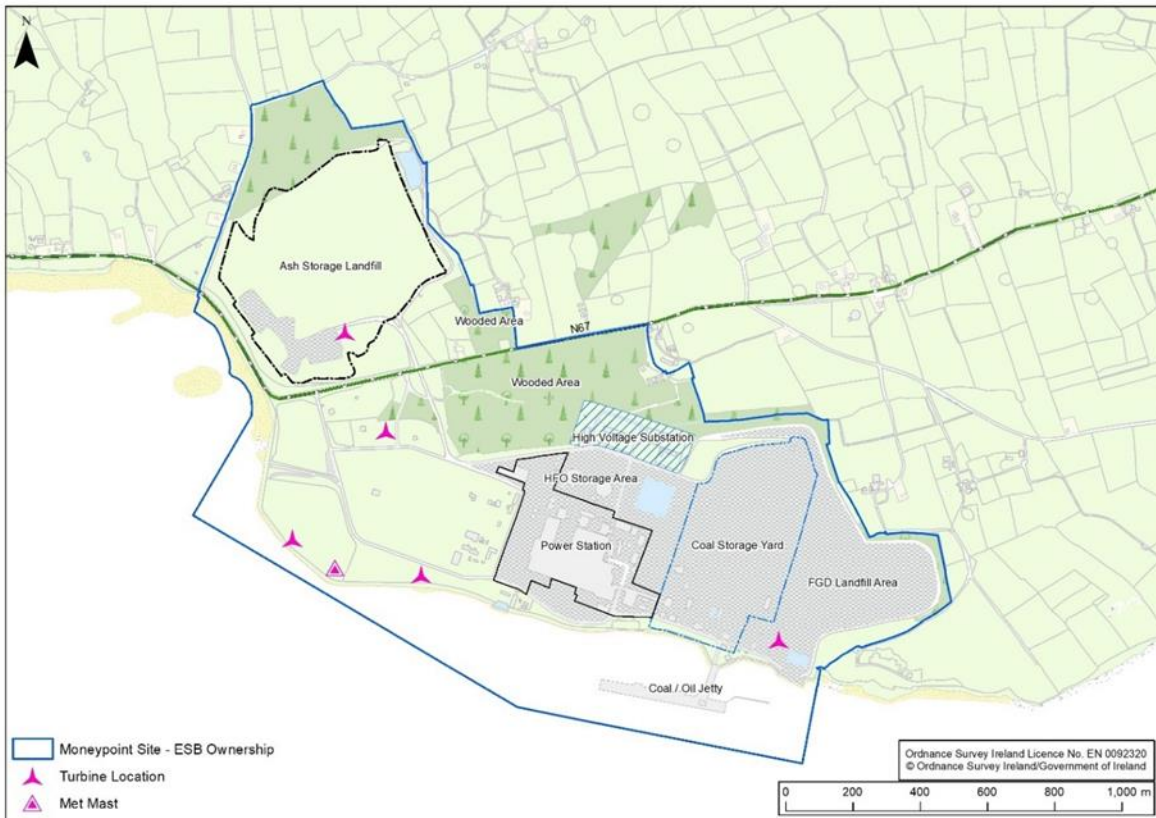 N
Ash Storage Landfill
Wooded Area
N67
Wooded Area
High Voltage Substation
HFO Storage Area
Power Station
Coal Storage Yard
FGD Landfill Area
Coal / Oil Jetty
Moneypoint Site - ESB Ownership
Turbine Location
Met Mast
Ordnance Survey Ireland Licence No. EN 0092320
© Ordnance Survey Ireland/Government of Ireland
0 200 400 600 800 1,000 m